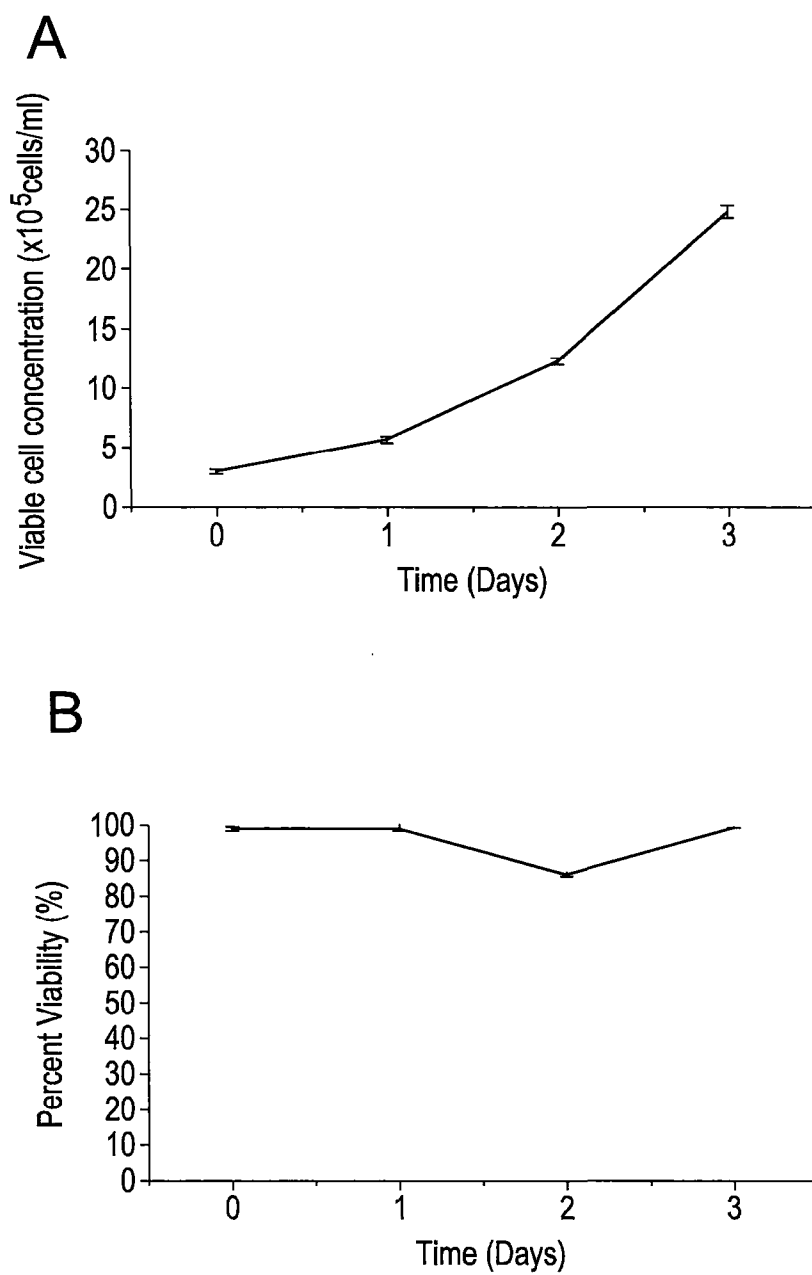 A
Viable cell concentration (x10⁵cells/ml)
30
25
20
15
10
5
0
0 1 2 3
Time (Days)
B
Percent Viability (%)
100
90
80
70
60
50
40
30
20
10
0
0 1 2 3
Time (Days)